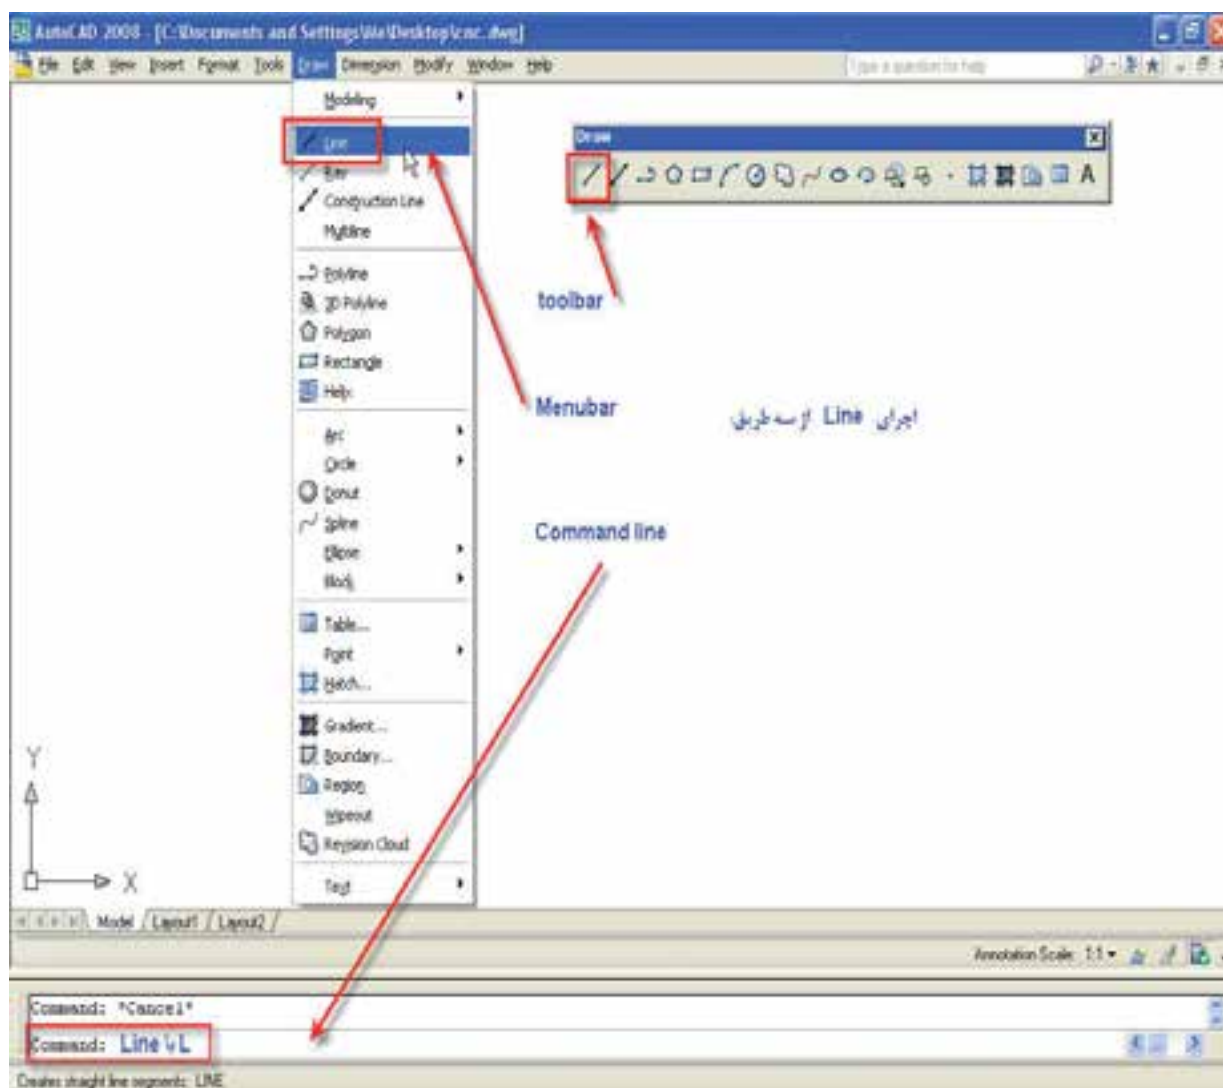 AutoCAD 2008 - [C:\Documents and Settings\We\Desktop\cnc.dwg]
File Edit View Insert Format Tools Draw Dimension Modify Window Help
Type a question for help
Modeling
Line
Ray
Construction Line
Multiline
Polyline
3D Polyline
Polygon
Rectangle
Helix
Arc
Circle
Donut
Spline
Ellipse
Block
Table...
Point
Hatch...
Gradient...
Boundary...
Region
Wipeout
Revision Cloud
Text
Draw
A
toolbar
Menubar
اجرای Line از سه طریق
Command line
Y
X
Model / Layout1 / Layout2 /
Annotation Scale: 1:1
Command: *Cancel*
Command: Line یا L
Creates straight line segments: LINE